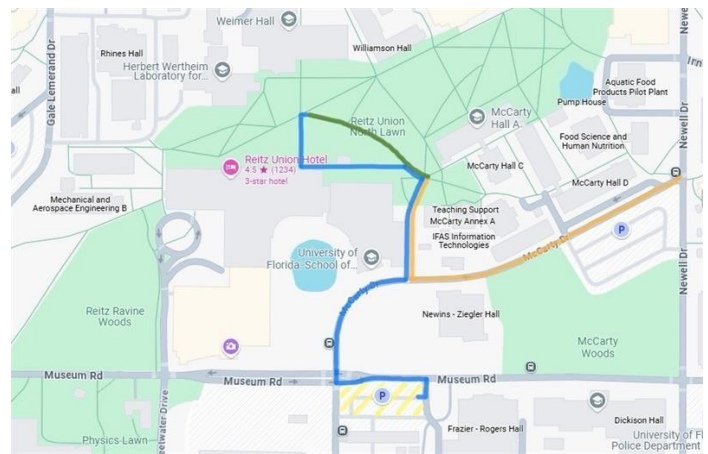 Weimer Hall
Williamson Hall
Gale Lemerand Dr
Rhines Hall
Herbert Wertheim
Laboratory for...
Newell Dr
Aquatic Food
Products Pilot Plant
Pump House
Reitz Union
North Lawn
McCarty
Hall A
Food Science and
Human Nutrition
Reitz Union Hotel
4.5 ★ (1234)
3-star hotel
McCarty Hall C
McCarty Hall D
Mechanical and
Aerospace Engineering B
Teaching Support
McCarty Annex A
IFAS Information
Technologies
P
University of
Florida School of...
McCarty Dr
McCarty Dr
Newell Dr
Reitz Ravine
Woods
Newins - Ziegler Hall
McCarty
Woods
Museum Rd
Museum Rd
Museum Rd
P
Physics Lawn
Frazier - Rogers Hall
Dickison Hall
University of Fl
Police Department